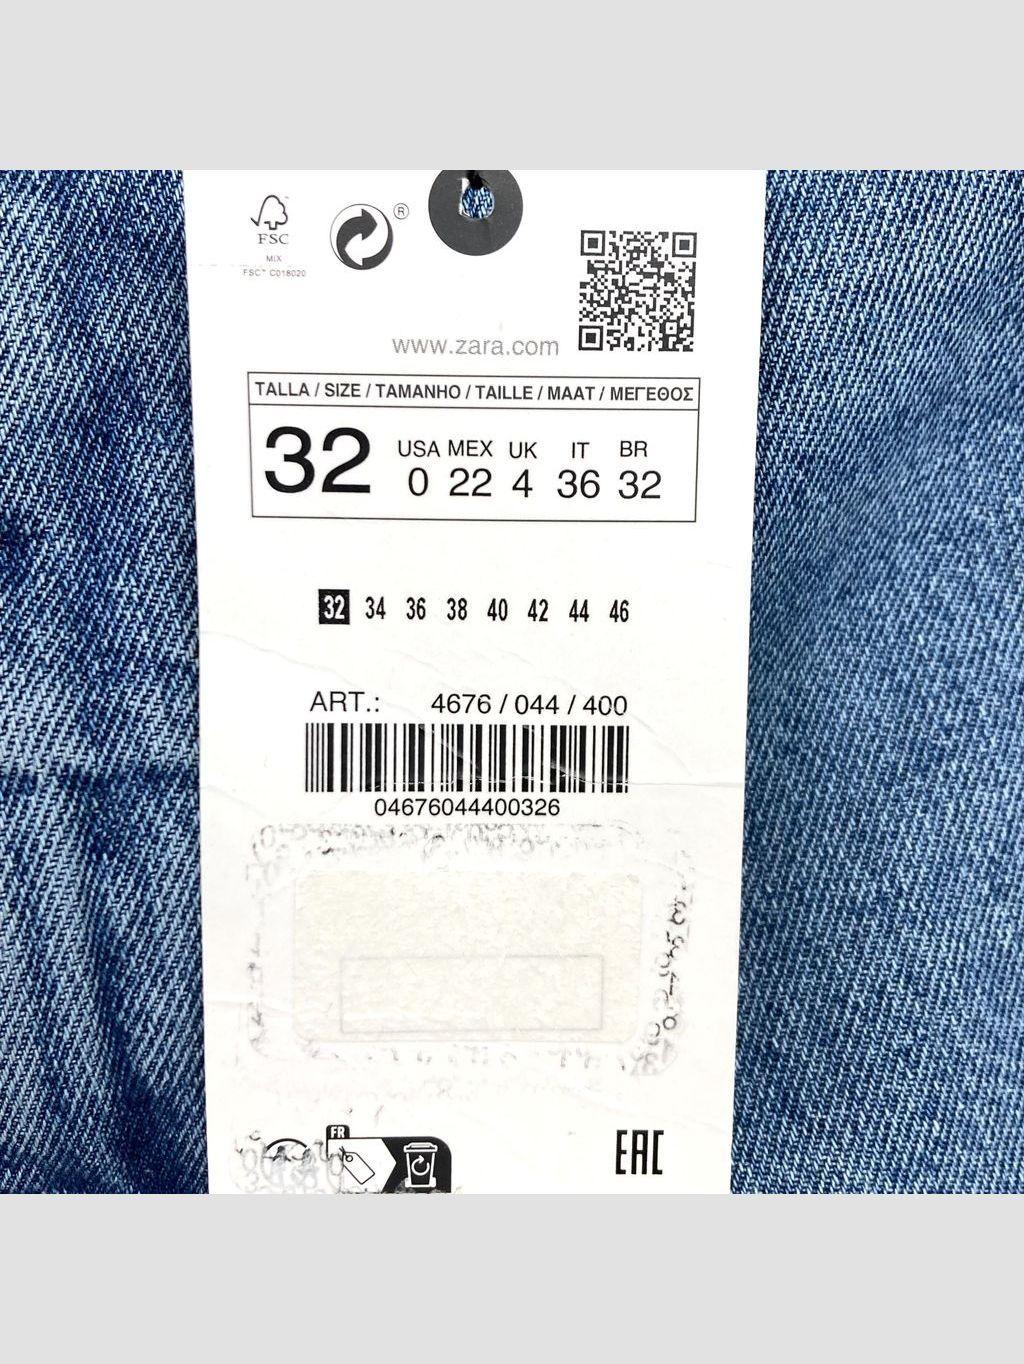 FSC
MIX
FSC™ C018020
®
www.zara.com
TALLA / SIZE / TAMANHO / TAILLE / MAAT / ΜΕΓΕΘΟΣ
32
USA MEX UK IT BR
0 22 4 36 32
32 34 36 38 40 42 44 46
ART.: 4676 / 044 / 400
04676044400326
FR
EAC